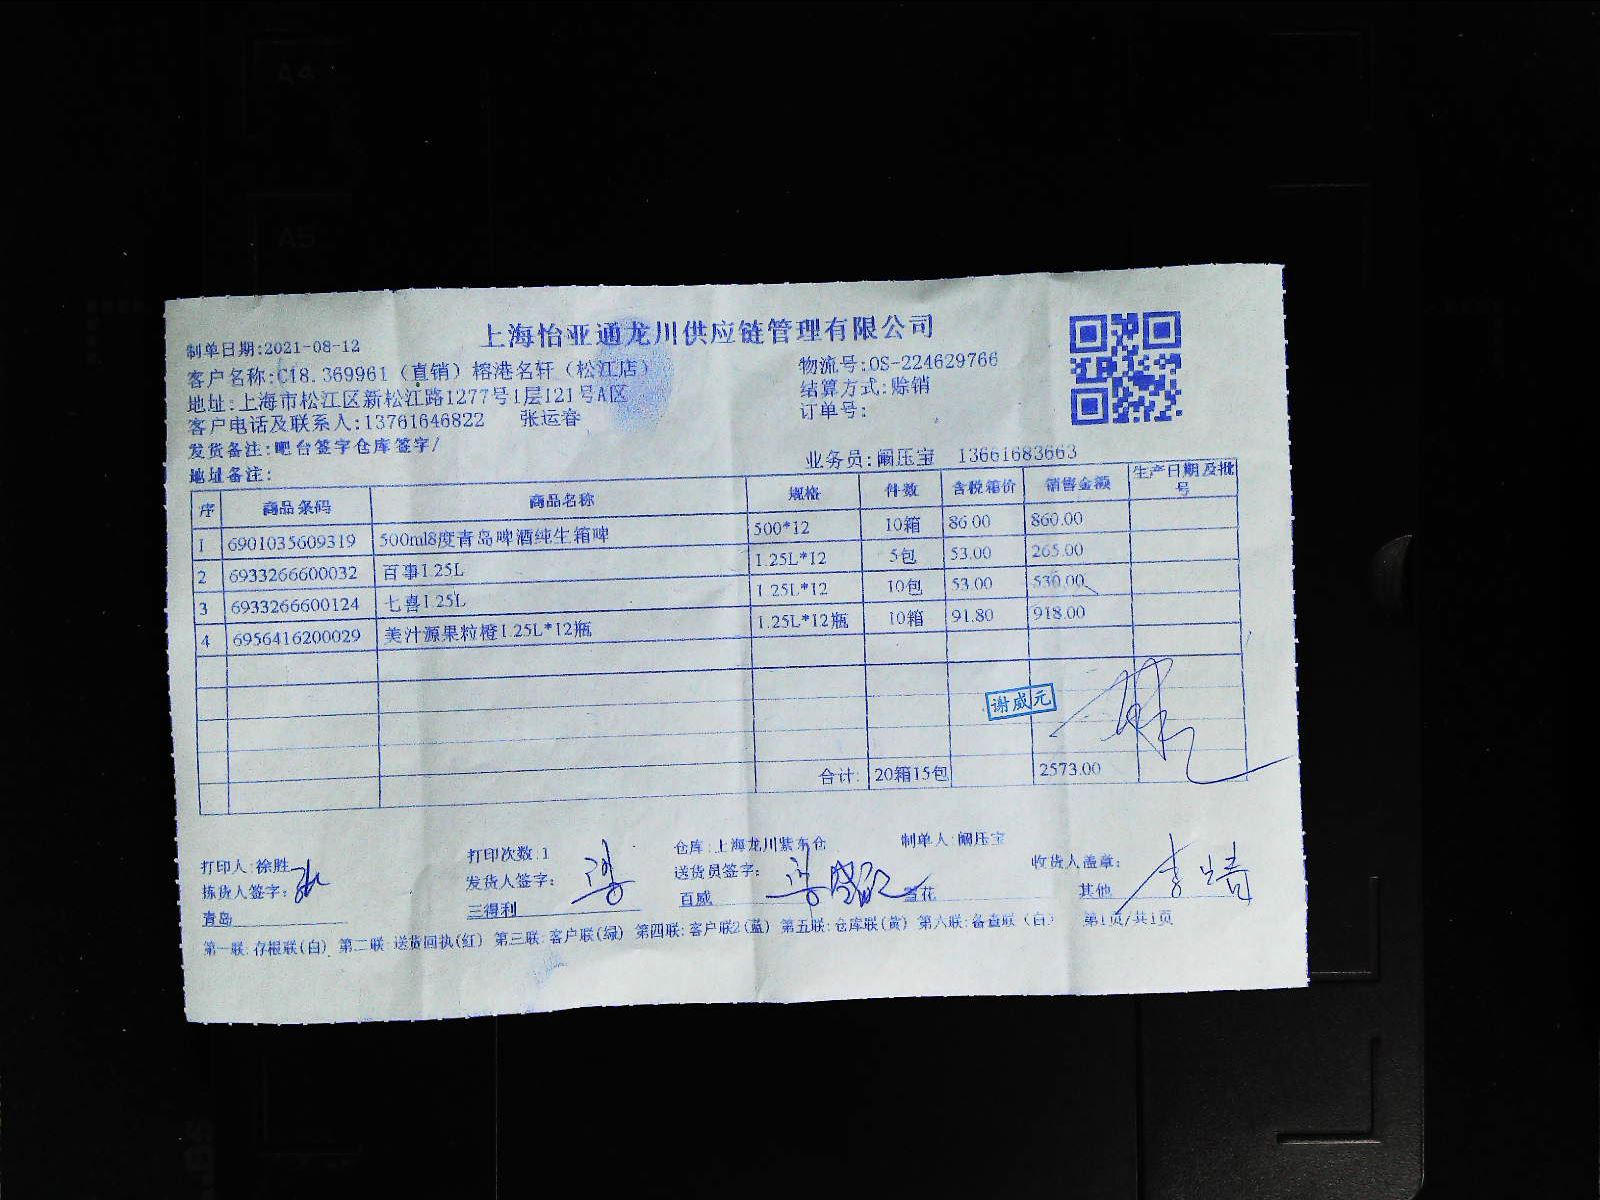 上海怡亚通龙川供应链管理有限公司
制单日期:2021-08-12
客户名称:C18.369961（直销）榕港名轩（松江店）
物流号:OS-224629766
地址:上海市松江区新松江路1277号1层121号A区
结算方式:赊销
客户电话及联系人:13761646822 张运春
订单号:
发货备注:吧台签字仓库签字/
地址备注:
业务员:阚压宝 13661683663
序 商品条码 商品名称 规格 件数 含税箱价 销售金额 生产日期及批号
1 6901035609319 500ml8度青岛啤酒纯生箱啤 500*12 10箱 86.00 860.00
2 6933266600032 百事1.25L 1.25L*12 5包 53.00 265.00
3 6933266600124 七喜1.25L 1.25L*12 10包 53.00 530.00
4 6956416200029 美汁源果粒橙1.25L*12瓶 1.25L*12瓶 10箱 91.80 918.00
谢威元
合计: 20箱15包 2573.00
打印人:徐胜 打印次数:1 仓库:上海龙川紫东仓 制单人:阚压宝
拣货人签字: 发货人签字: 送货员签字: 收货人盖章:
青岛 三得利 百威 雪花 其他
第一联:存根联(白) 第二联:送货回执(红) 第三联:客户联(绿) 第四联:客户联2(蓝) 第五联:仓库联(黄) 第六联:备查联(白) 第1页/共1页
A4
A5